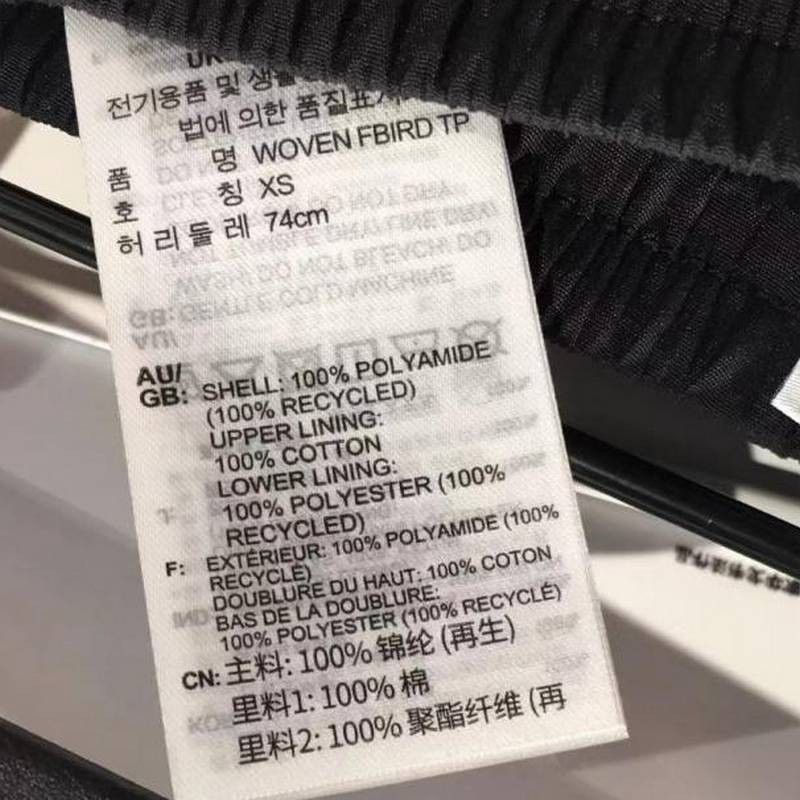 UK
전기용품 및 생활
법에 의한 품질표시
품 명 WOVEN FBIRD TP
호 칭 XS
허리둘레 74cm
AU/
GB: SHELL: 100% POLYAMIDE
(100% RECYCLED)
UPPER LINING:
100% COTTON
LOWER LINING:
100% POLYESTER (100%
RECYCLED)
F: EXTÉRIEUR: 100% POLYAMIDE (100%
RECYCLÉ)
DOUBLURE DU HAUT: 100% COTON
BAS DE LA DOUBLURE:
100% POLYESTER (100% RECYCLÉ)
CN: 主料: 100% 锦纶 (再生)
里料1: 100% 棉
里料2: 100% 聚酯纤维 (再